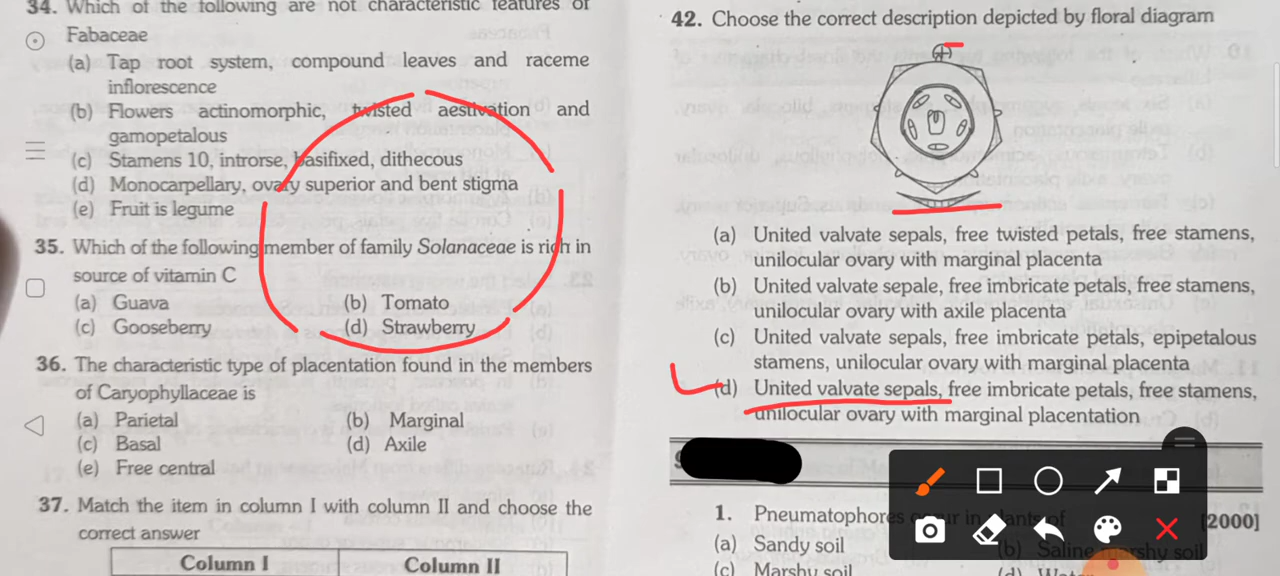 34. Which of the following are not characteristic features of
Fabaceae
(a) Tap root system, compound leaves and raceme
inflorescence
(b) Flowers actinomorphic, twisted aestivation and
gamopetalous
(c) Stamens 10, introrse, basifixed, dithecous
(d) Monocarpellary, ovary superior and bent stigma
(e) Fruit is legume
35. Which of the following member of family Solanaceae is rich in
source of vitamin C
(a) Guava (b) Tomato
(c) Gooseberry (d) Strawberry
36. The characteristic type of placentation found in the members
of Caryophyllaceae is
(a) Parietal (b) Marginal
(c) Basal (d) Axile
(e) Free central
37. Match the item in column I with column II and choose the
correct answer
Column I Column II
42. Choose the correct description depicted by floral diagram
(a) United valvate sepals, free twisted petals, free stamens,
unilocular ovary with marginal placenta
(b) United valvate sepale, free imbricate petals, free stamens,
unilocular ovary with axile placenta
(c) United valvate sepals, free imbricate petals, epipetalous
stamens, unilocular ovary with marginal placenta
(d) United valvate sepals, free imbricate petals, free stamens,
unilocular ovary with marginal placentation
1. Pneumatophores occur in plants of [2000]
(a) Sandy soil (b) Saline marshy soil
(c) Marshy soil (d)